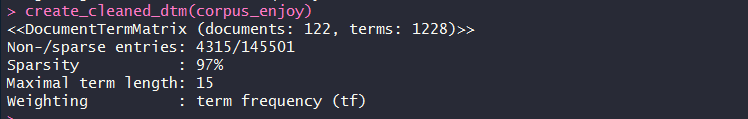 > create_cleaned_dtm(corpus_enjoy)
<<DocumentTermMatrix (documents: 122, terms: 1228)>>
Non-/sparse entries: 4315/145501
Sparsity           : 97%
Maximal term length: 15
Weighting          : term frequency (tf)
>